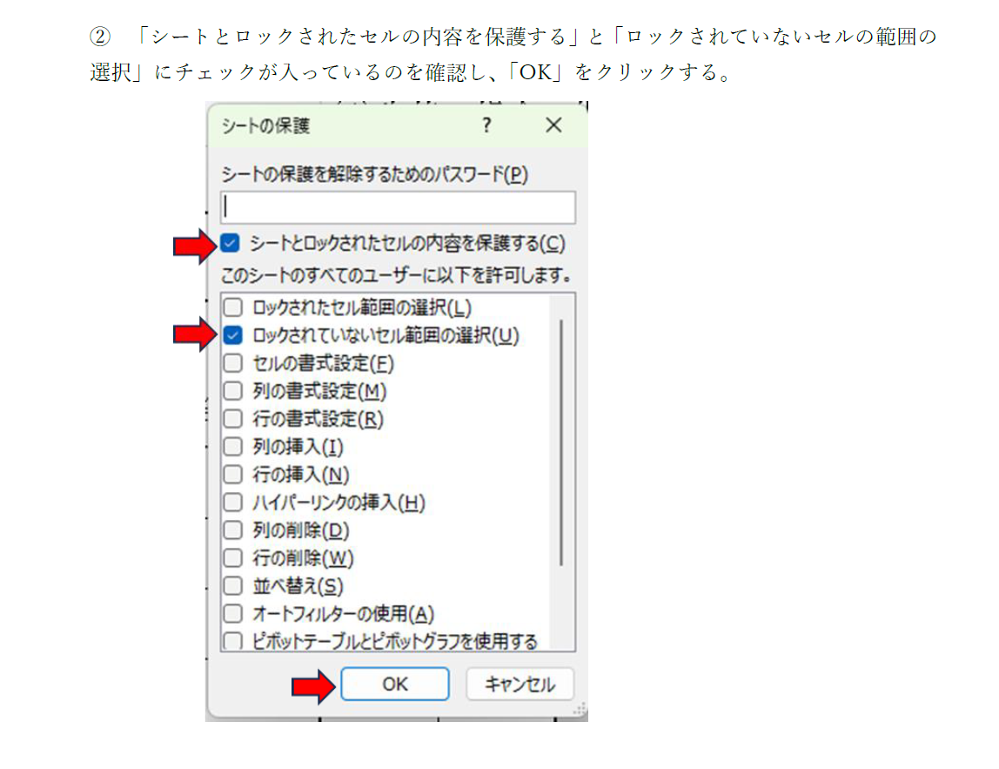 ② 「シートとロックされたセルの内容を保護する」と「ロックされていないセルの範囲の
選択」にチェックが入っているのを確認し、「OK」をクリックする。
シートの保護 ? ×
シートの保護を解除するためのパスワード(P)
シートとロックされたセルの内容を保護する(C)
このシートのすべてのユーザーに以下を許可します。
ロックされたセル範囲の選択(L)
ロックされていないセル範囲の選択(U)
セルの書式設定(F)
列の書式設定(M)
行の書式設定(R)
列の挿入(I)
行の挿入(N)
ハイパーリンクの挿入(H)
列の削除(D)
行の削除(W)
並べ替え(S)
オートフィルターの使用(A)
ピボットテーブルとピボットグラフを使用する
OK キャンセル